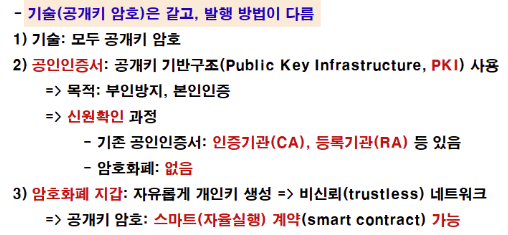 - 기술(공개키 암호)은 같고, 발행 방법이 다름
1) 기술: 모두 공개키 암호
2) 공인인증서: 공개키 기반구조(Public Key Infrastructure, PKI) 사용
=> 목적: 부인방지, 본인인증
=> 신원확인 과정
- 기존 공인인증서: 인증기관(CA), 등록기관(RA) 등 있음
- 암호화폐: 없음
3) 암호화폐 지갑: 자유롭게 개인키 생성 => 비신뢰(trustless) 네트워크
=> 공개키 암호: 스마트(자율실행) 계약(smart contract) 가능